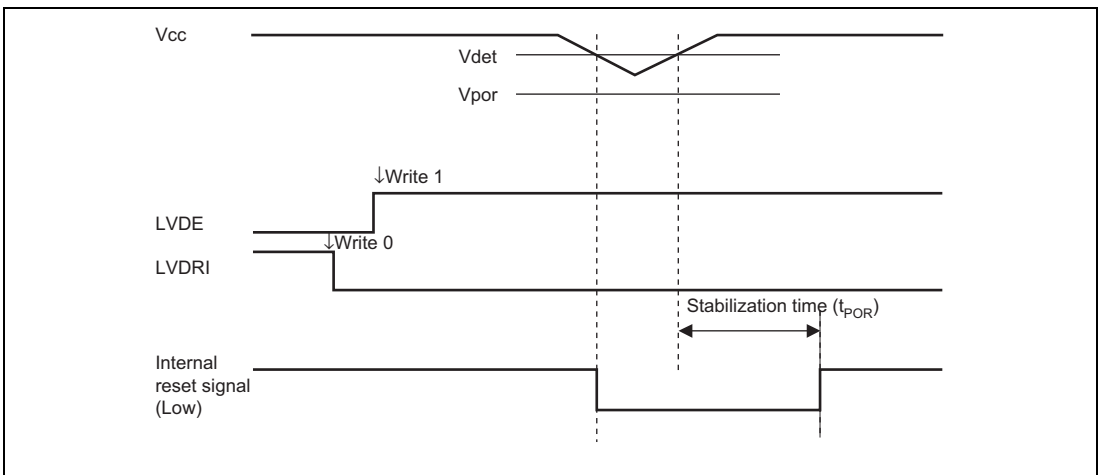 Vcc
Vdet
Vpor
↓Write 1
LVDE
↓Write 0
LVDRI
Stabilization time (tPOR)
Internal
reset signal
(Low)